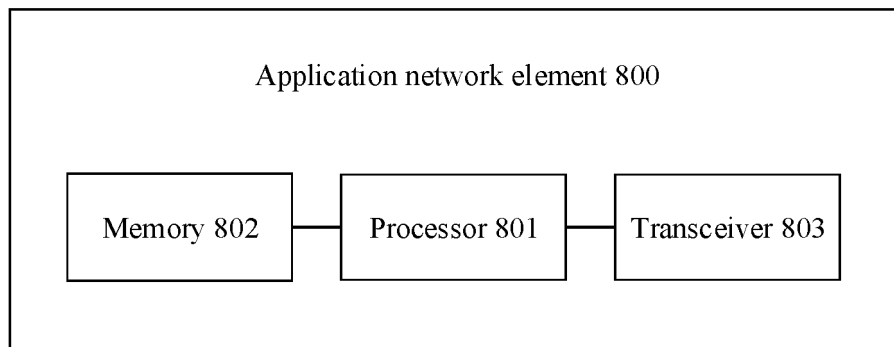 Application network element 800
Memory 802
Processor 801
Transceiver 803